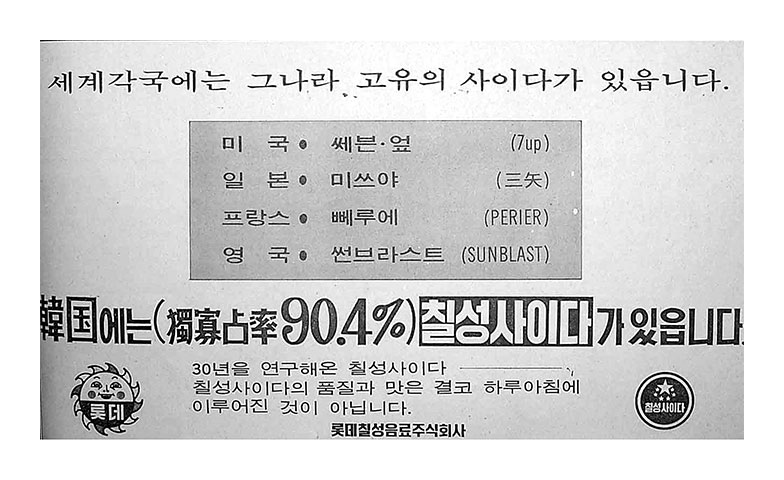 세계각국에는 그나라 고유의 사이다가 있읍니다.
미 국 • 쎄븐·엎 (7up)
일 본 • 미쓰야 (三矢)
프랑스 • 뻬루에 (PERIER)
영 국 • 썬브라스트 (SUNBLAST)
韓国에는(獨寡占率90.4%)칠성사이다가 있읍니다.
30년을 연구해온 칠성사이다
칠성사이다의 품질과 맛은 결코 하루아침에
이루어진 것이 아닙니다.
롯데
칠성사이다
롯데칠성음료주식회사